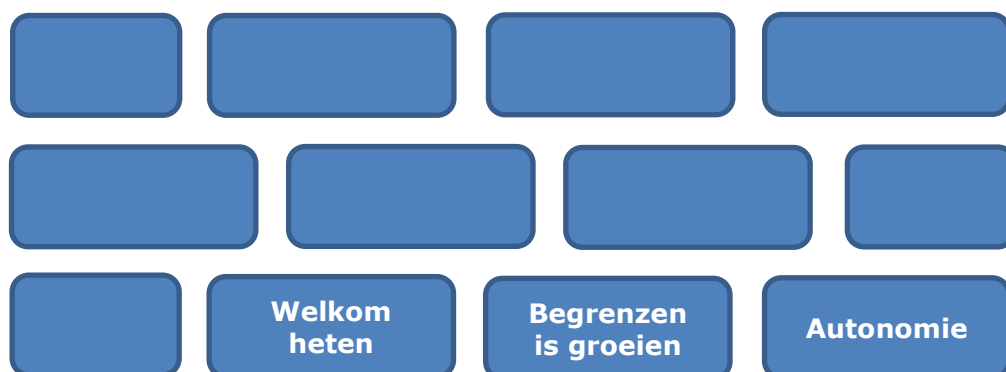 Welkom
heten
Begrenzen
is groeien
Autonomie